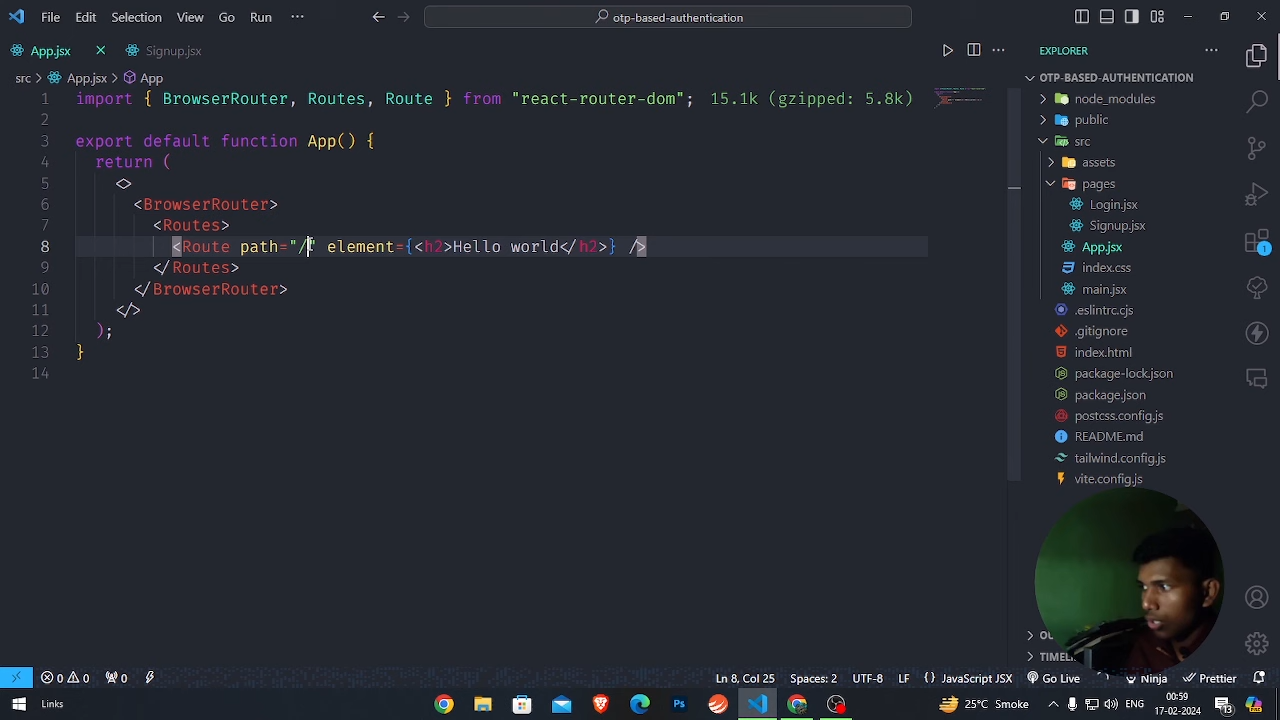 File Edit Selection View Go Run ···
otp-based-authentication
App.jsx
Signup.jsx
EXPLORER
src > App.jsx > App
OTP-BASED-AUTHENTICATION
1 import { BrowserRouter, Routes, Route } from "react-router-dom"; 15.1k (gzipped: 5.8k)
2
3 export default function App() {
4 return (
5 <>
6 <BrowserRouter>
7 <Routes>
8 <Route path="/" element={<h2>Hello world</h2>} />
9 </Routes>
10 </BrowserRouter>
11 </>
12 );
13 }
14
node_modules
public
src
assets
pages
Login.jsx
Signup.jsx
App.jsx
index.css
main.jsx
.eslintrc.cjs
.gitignore
index.html
package-lock.json
package.json
postcss.config.js
README.md
tailwind.config.js
vite.config.js
1
OU
TIMELI
0 0 0 Ln 8, Col 25 Spaces: 2 UTF-8 LF {} JavaScript JSX Go Live Ninja Prettier
Links
25°C Smoke
ENG
00:59
17-02-2024